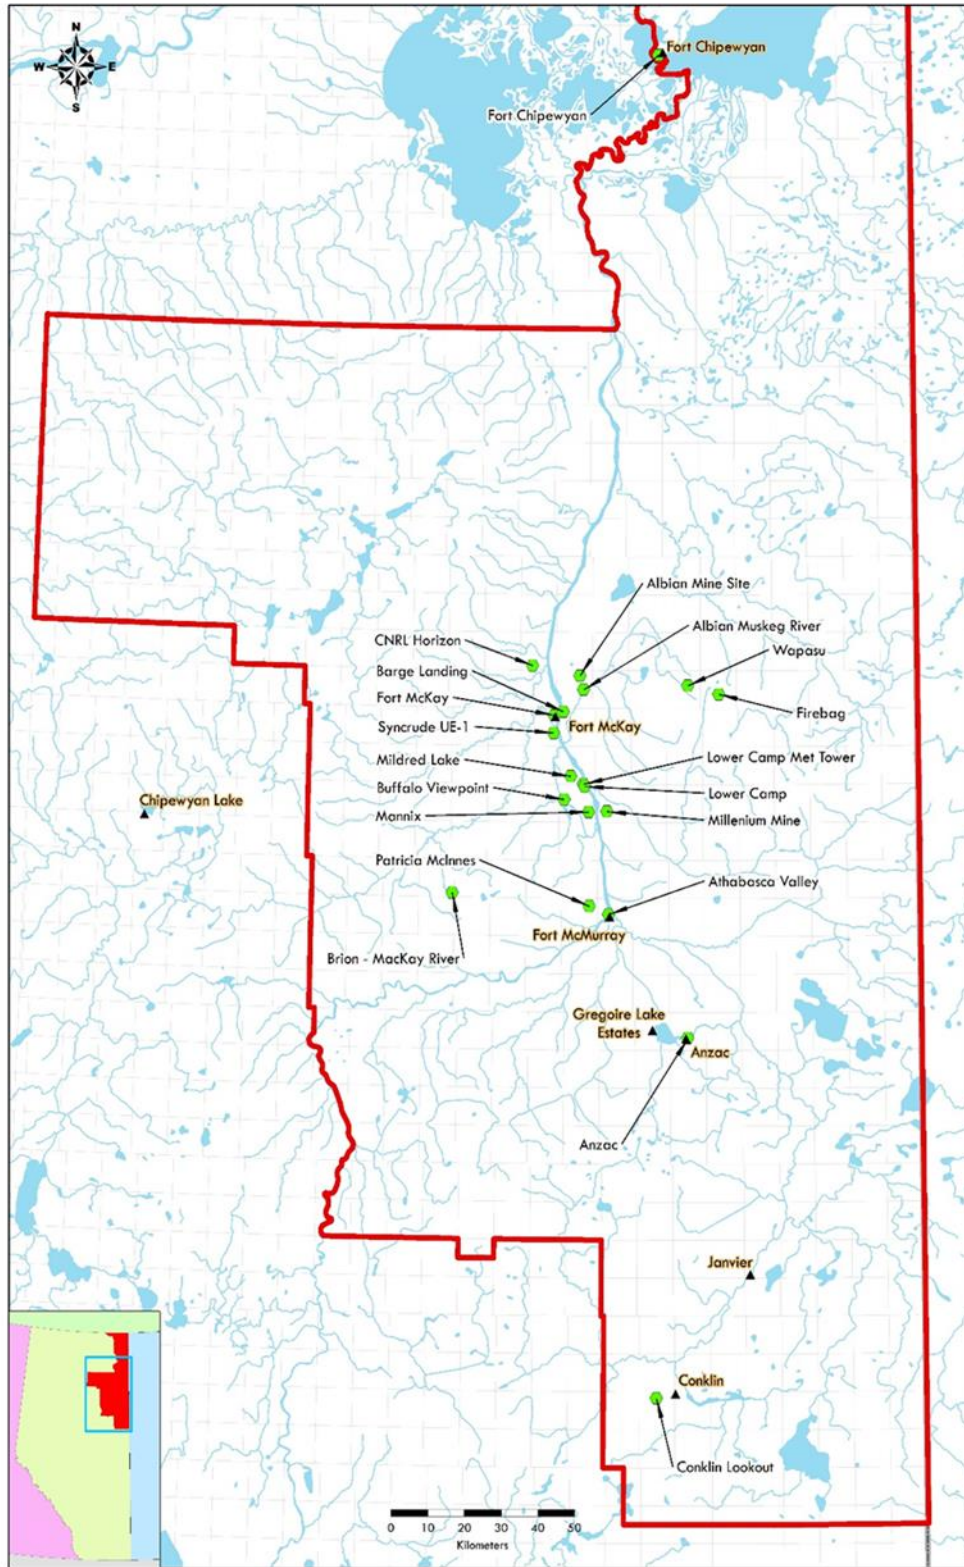 N
W E
S
Fort Chipewyan
Fort Chipewyan
Albian Mine Site
Albian Muskeg River
CNRL Horizon
Wapasu
Barge Landing
Fort McKay
Firebag
Fort McKay
Syncrude UE-1
Mildred Lake
Lower Camp Met Tower
Buffalo Viewpoint
Lower Camp
Chipewyan Lake
Mannix
Millenium Mine
Patricia McInnes
Athabasca Valley
Fort McMurray
Brion - MacKay River
Gregoire Lake
Estates
Anzac
Anzac
Janvier
Conklin
Conklin Lookout
0 10 20 30 40 50
Kilometers